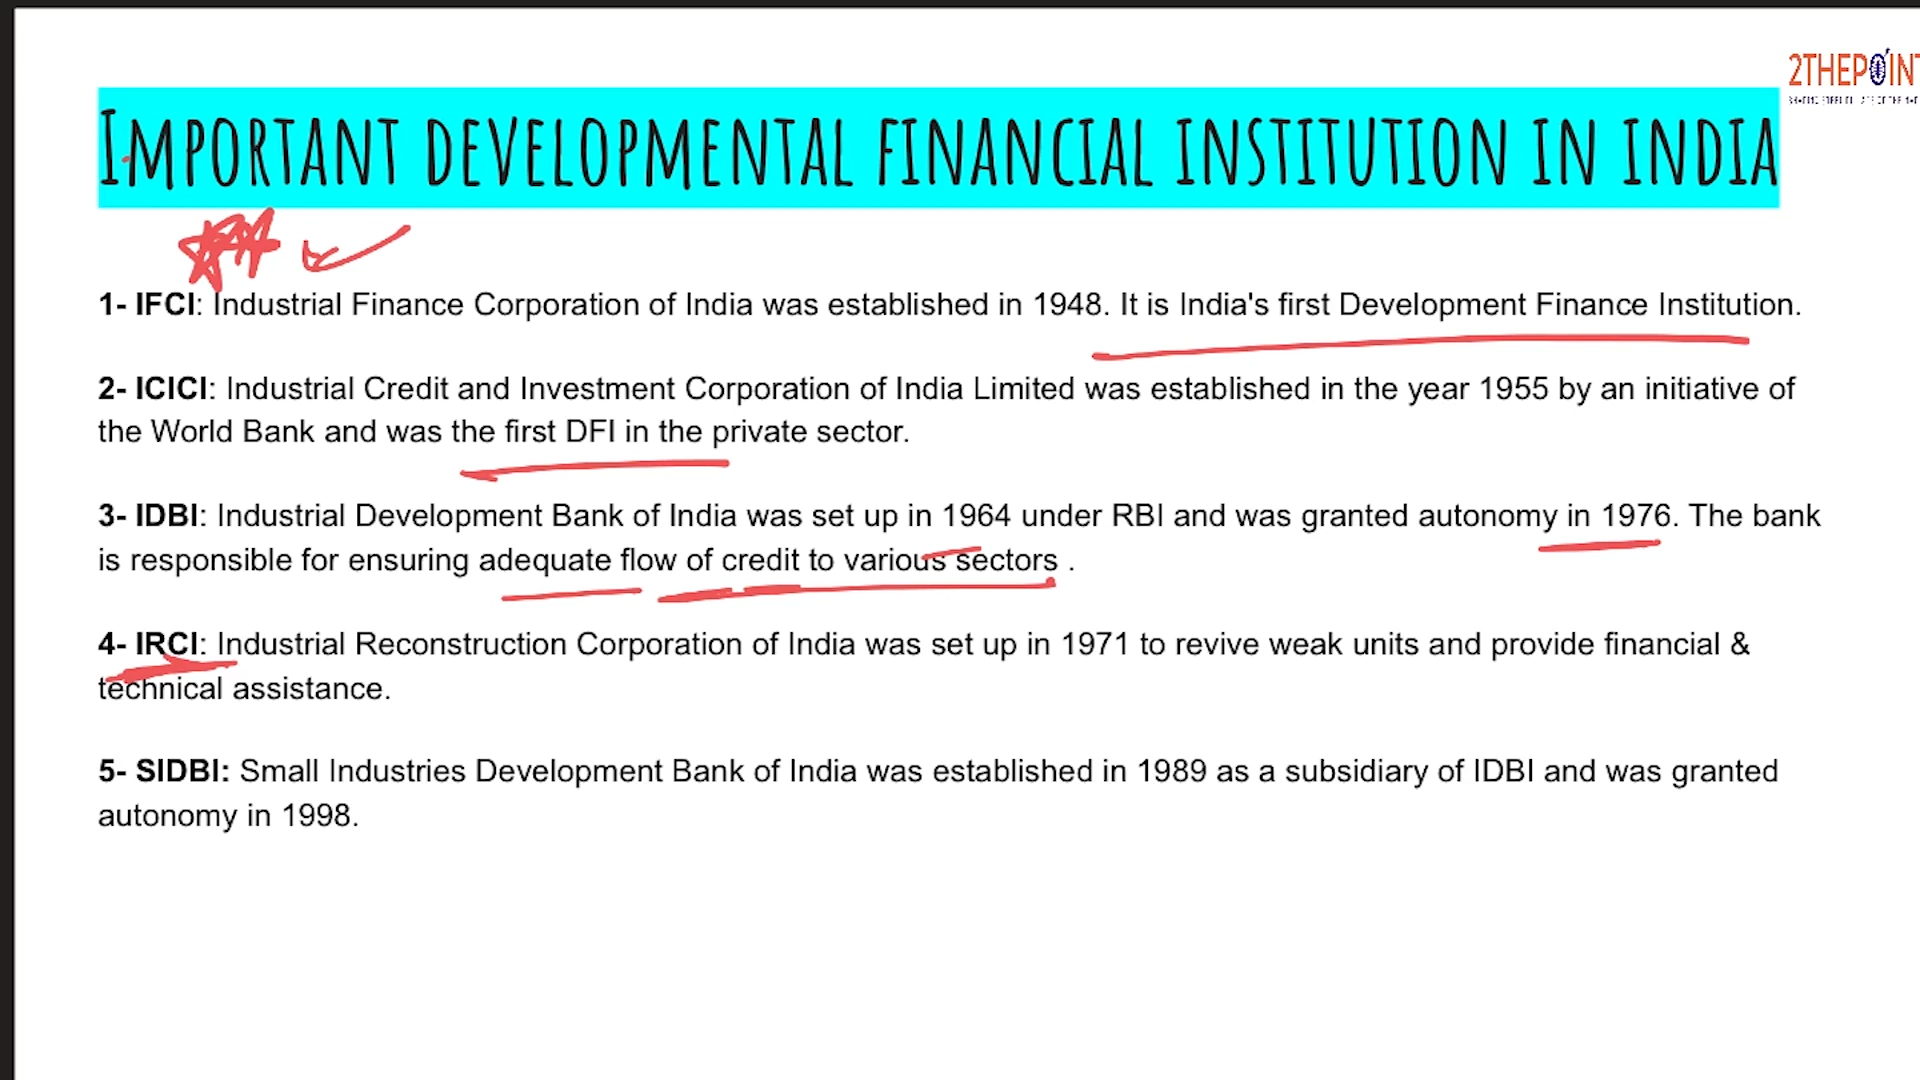 2THEPOINT
Important developmental financial institution in India
1- IFCI: Industrial Finance Corporation of India was established in 1948. It is India's first Development Finance Institution.
2- ICICI: Industrial Credit and Investment Corporation of India Limited was established in the year 1955 by an initiative of
the World Bank and was the first DFI in the private sector.
3- IDBI: Industrial Development Bank of India was set up in 1964 under RBI and was granted autonomy in 1976. The bank
is responsible for ensuring adequate flow of credit to various sectors .
4- IRCI: Industrial Reconstruction Corporation of India was set up in 1971 to revive weak units and provide financial &
technical assistance.
5- SIDBI: Small Industries Development Bank of India was established in 1989 as a subsidiary of IDBI and was granted
autonomy in 1998.